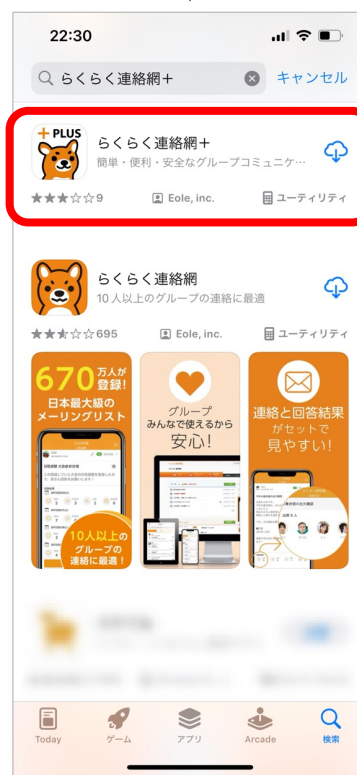 22:30
らくらく連絡網＋
キャンセル
+ PLUS
らくらく連絡網＋
簡単・便利・安全なグループコミュニケ…
★★★☆☆9
Eole, inc.
ユーティリティ
らくらく連絡網
10人以上のグループの連絡に最適
695
Eole, inc.
ユーティリティ
670万人が登録!
日本最大級の
メーリングリスト
10人以上の
グループの
連絡に最適！
グループ
みんなで使えるから
安心!
連絡と回答結果
がセットで
見やすい!
Today
ゲーム
アプリ
Arcade
検索